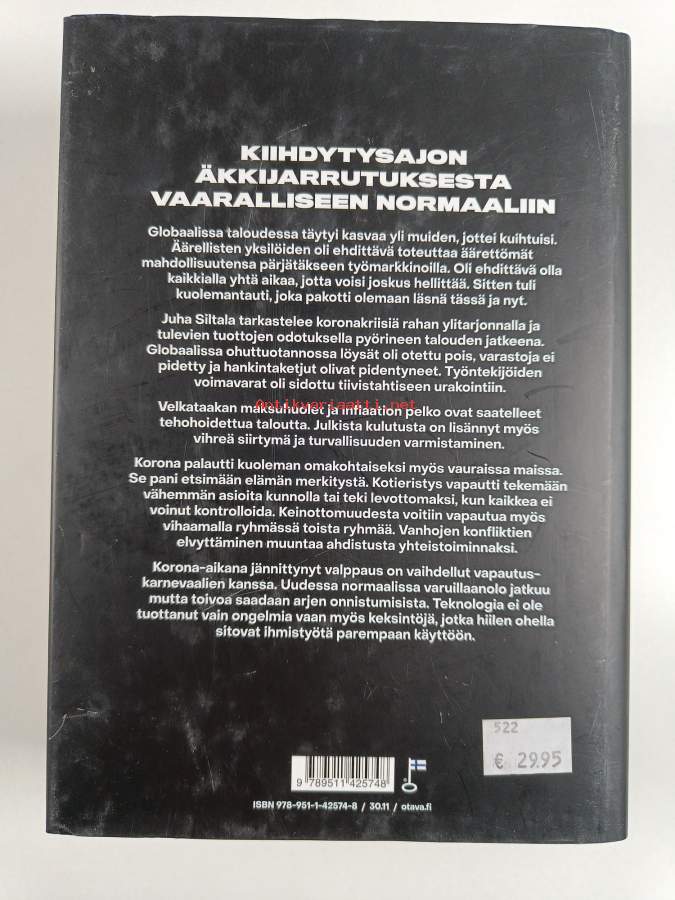 KIIHDYTYSAJON
ÄKKIJARRUTUKSESTA
VAARALLISEEN NORMAALIIN
Globaalissa taloudessa täytyi kasvaa yli muiden, jottei kuihtuisi.
Äärellisten yksilöiden oli ehdittävä toteuttaa äärettömät
mahdollisuutensa pärjätäkseen työmarkkinoilla. Oli ehdittävä olla
kaikkialla yhtä aikaa, jotta voisi joskus hellittää. Sitten tuli
kuolemantauti, joka pakotti olemaan läsnä tässä ja nyt.
Juha Siltala tarkastelee koronakriisiä rahan ylitarjonnalla ja
tulevien tuottojen odotuksella pyörineen talouden jatkeena.
Globaalissa ohuttuotannossa löysät oli otettu pois, varastoja ei
pidetty ja hankintaketjut olivat pidentyneet. Työntekijöiden
voimavarat oli sidottu tiivistahtiseen urakointiin.
Antikvariaatti.net
Velkataakan maksuhuolet ja inflaation pelko ovat saatelleet
tehohoidettua taloutta. Julkista kulutusta on lisännyt myös
vihreä siirtymä ja turvallisuuden varmistaminen.
Korona palautti kuoleman omakohtaiseksi myös vauraissa maissa.
Se pani etsimään elämän merkitystä. Kotieristys vapautti tekemään
vähemmän asioita kunnolla tai teki levottomaksi, kun kaikkea ei
voinut kontrolloida. Keinottomuudesta voitiin vapautua myös
vihaamalla ryhmässä toista ryhmää. Vanhojen konfliktien
elvyttäminen muuntaa ahdistusta yhteistoiminnaksi.
Korona-aikana jännittynyt valppaus on vaihdellut vapautus-
karnevaalien kanssa. Uudessa normaalissa varuillaanolo jatkuu
mutta toivoa saadaan arjen onnistumisista. Teknologia ei ole
tuottanut vain ongelmia vaan myös keksintöjä, jotka hiilen ohella
sitovat ihmistyötä parempaan käyttöön.
522
€ 29.95
9 789511 425748
ISBN 978-951-1-42574-8 / 30.11 / otava.fi